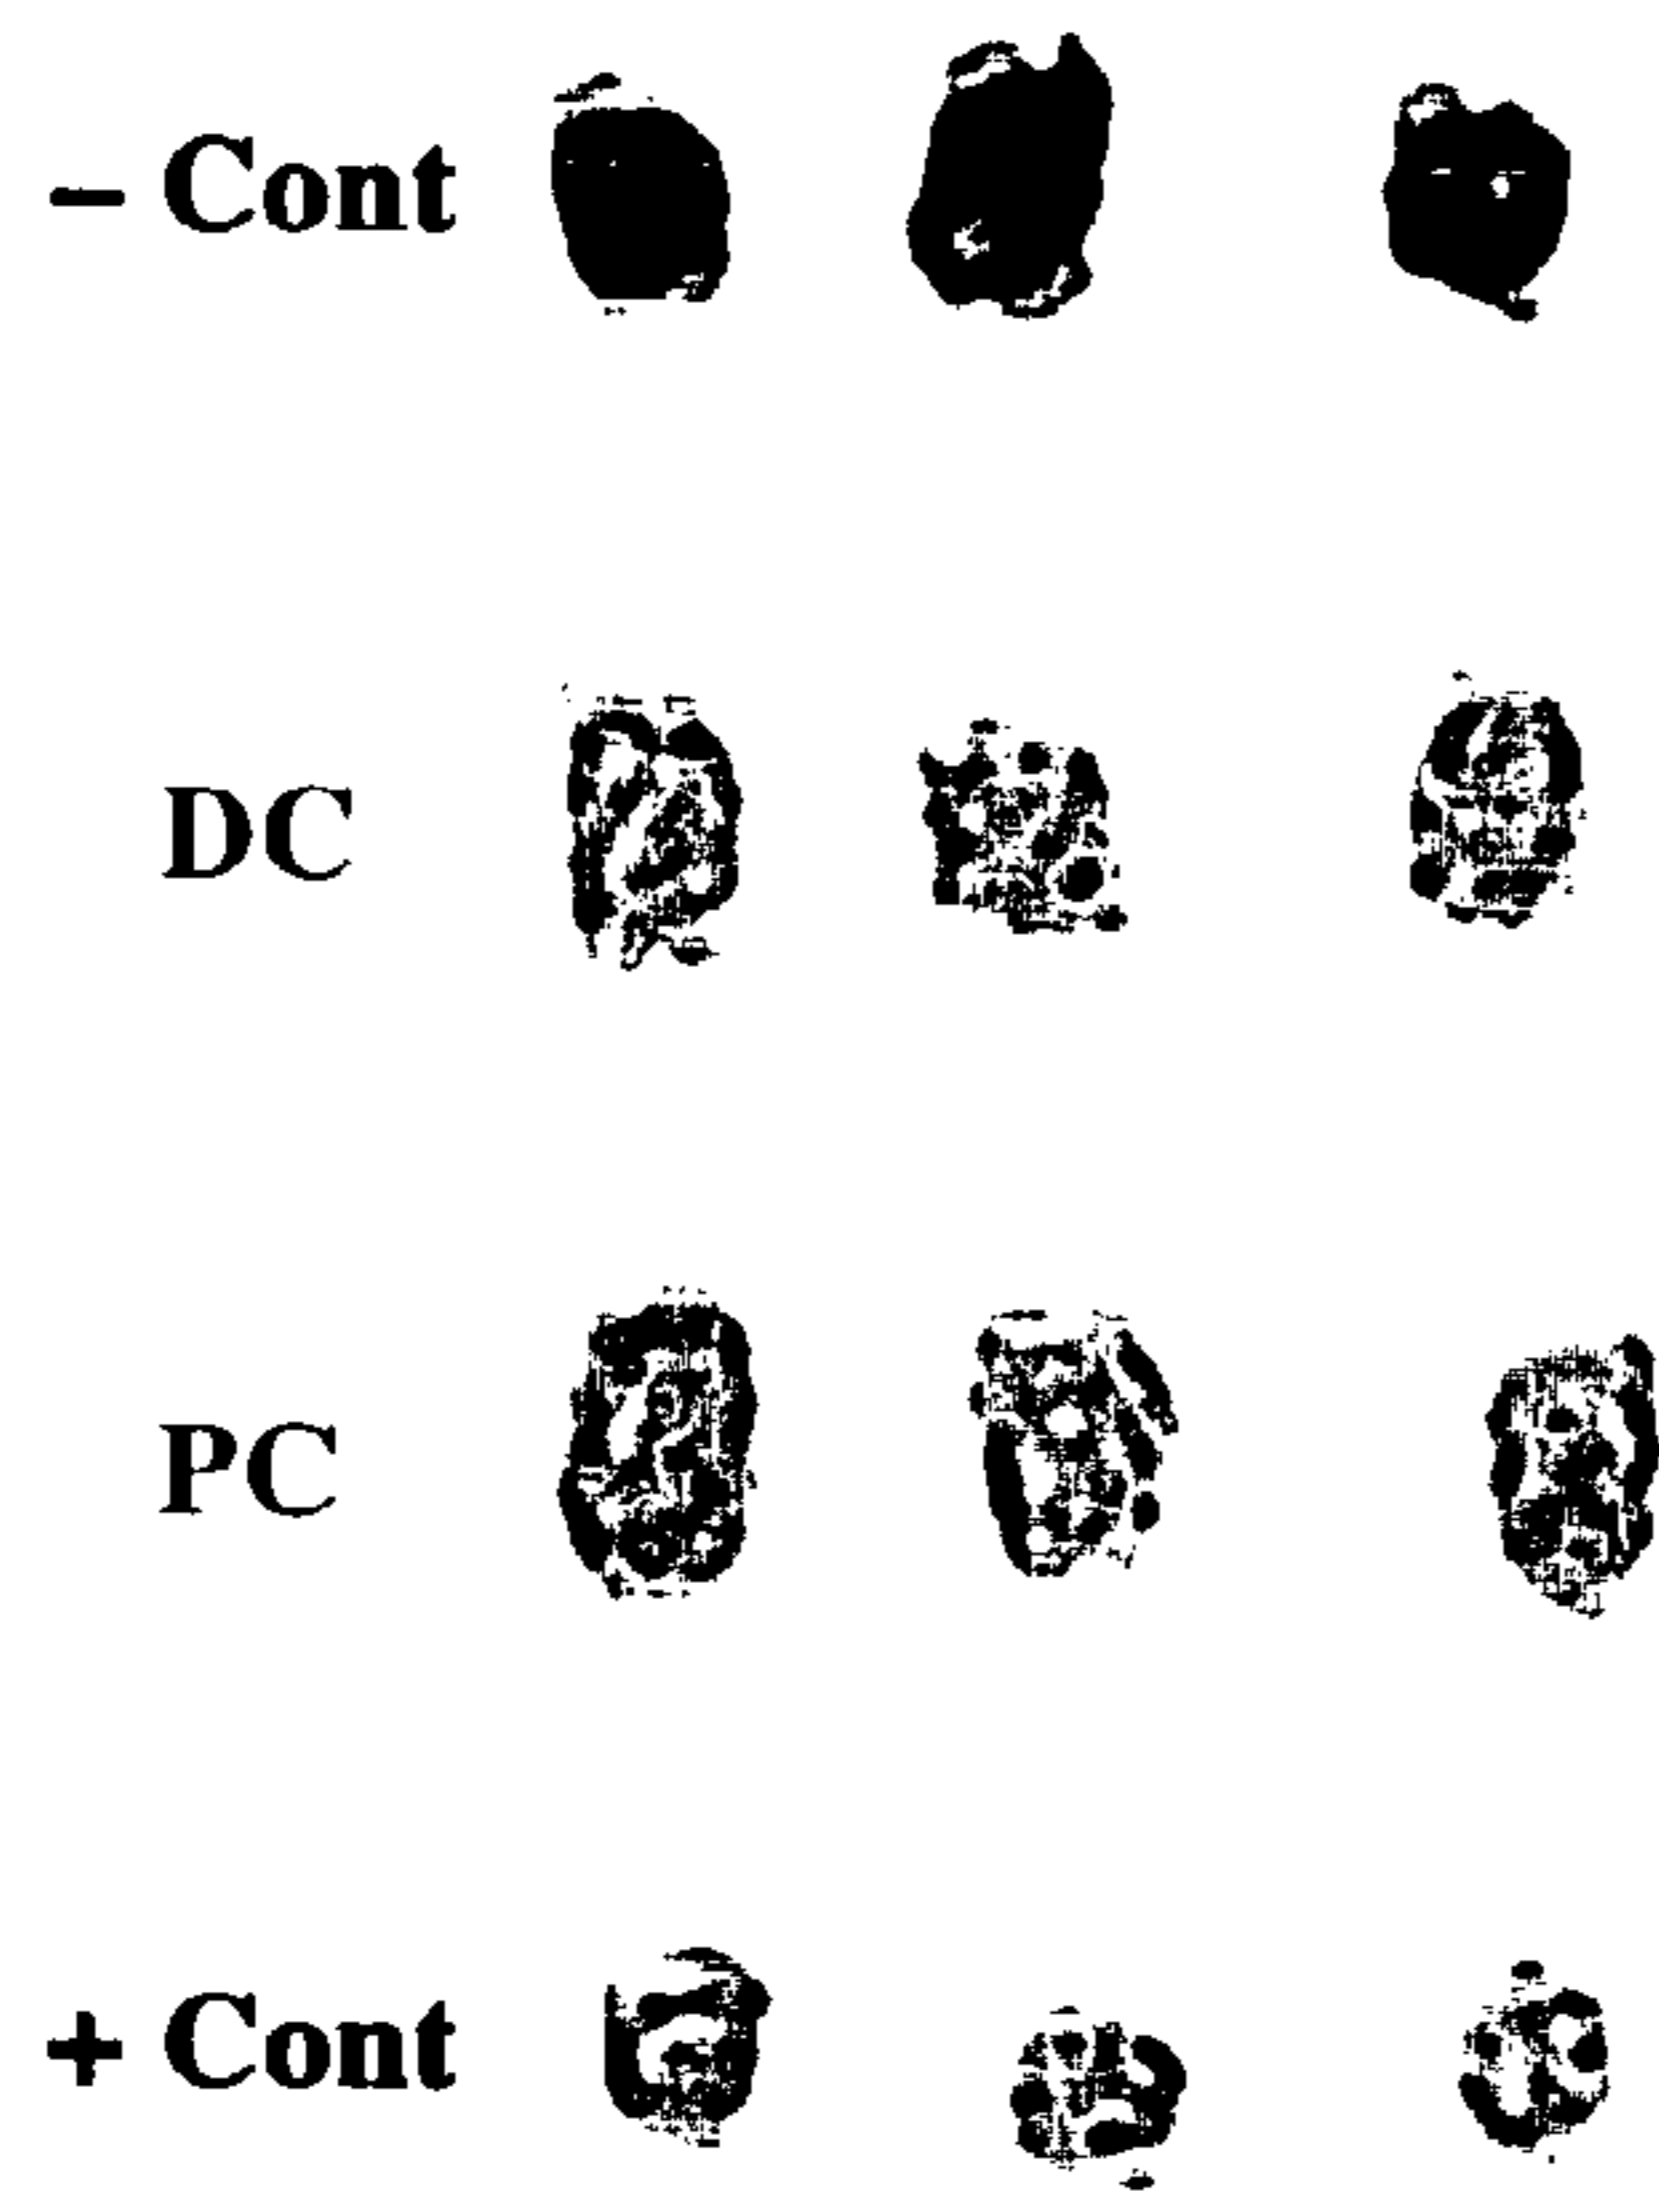 – Cont
DC
PC
+ Cont